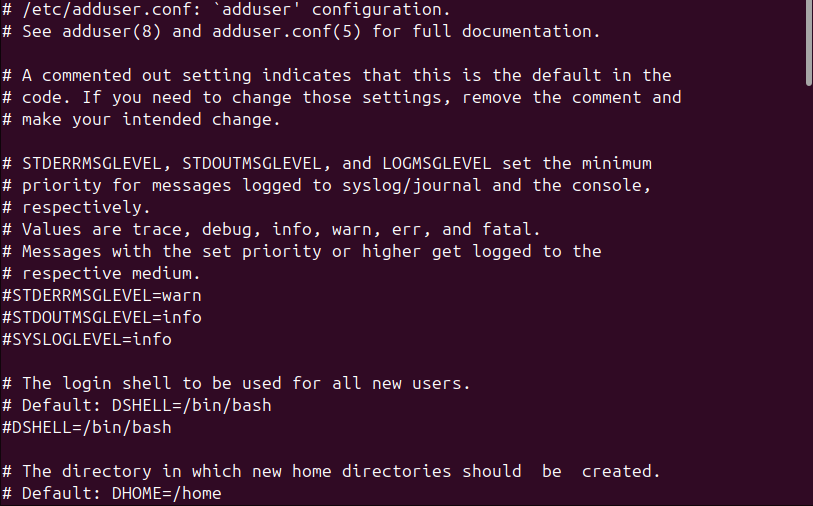 # /etc/adduser.conf: `adduser' configuration.
# See adduser(8) and adduser.conf(5) for full documentation.
# A commented out setting indicates that this is the default in the
# code. If you need to change those settings, remove the comment and
# make your intended change.
# STDERRMSGLEVEL, STDOUTMSGLEVEL, and LOGMSGLEVEL set the minimum
# priority for messages logged to syslog/journal and the console,
# respectively.
# Values are trace, debug, info, warn, err, and fatal.
# Messages with the set priority or higher get logged to the
# respective medium.
#STDERRMSGLEVEL=warn
#STDOUTMSGLEVEL=info
#SYSLOGLEVEL=info
# The login shell to be used for all new users.
# Default: DSHELL=/bin/bash
#DSHELL=/bin/bash
# The directory in which new home directories should  be  created.
# Default: DHOME=/home